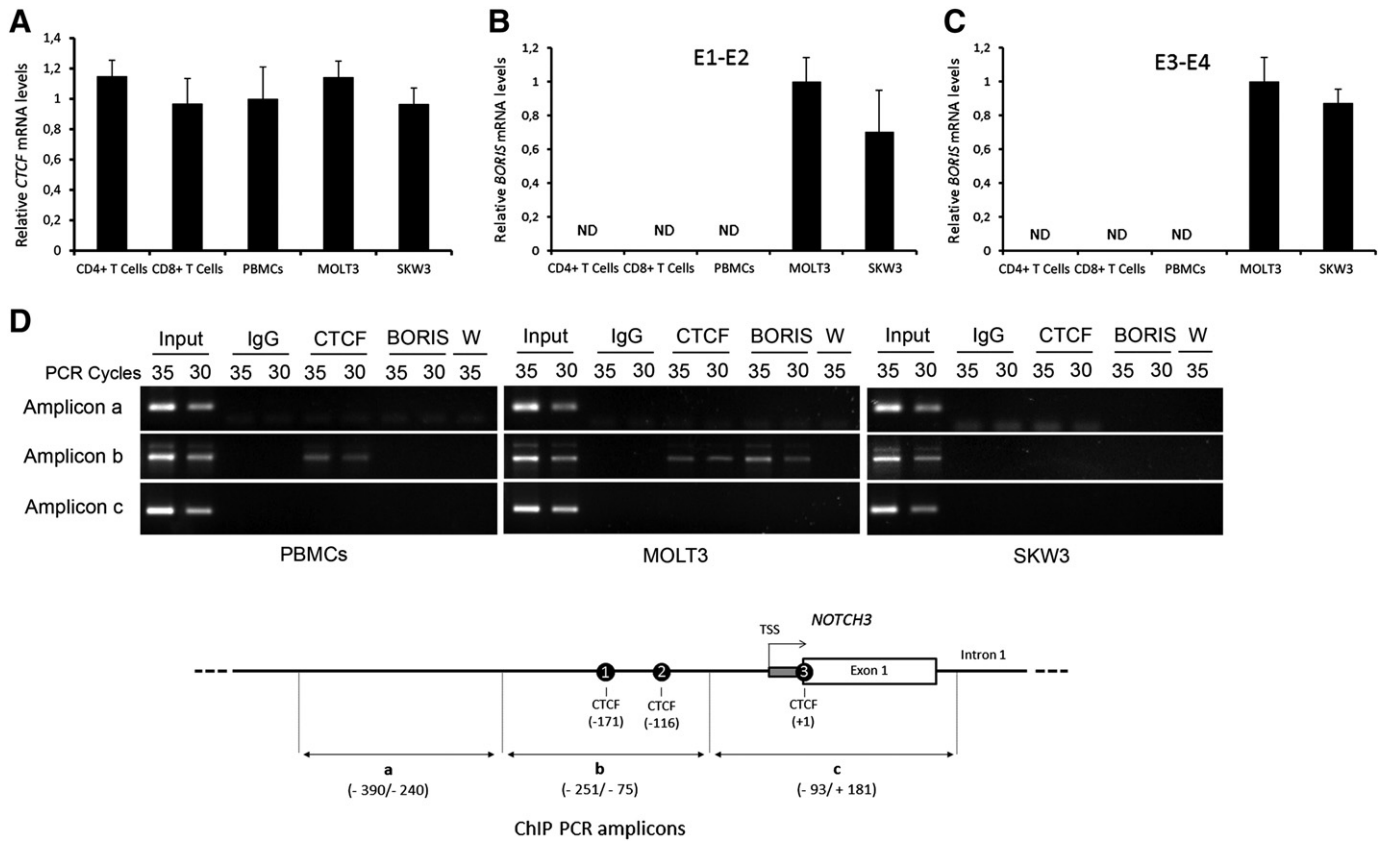 A
Relative CTCF mRNA levels
1,4
1,2
1
0,8
0,6
0,4
0,2
0
CD4+ T Cells CD8+ T Cells PBMCs MOLT3 SKW3
B
E1-E2
Relative BORIS mRNA levels
1,2
1
0,8
0,6
0,4
0,2
0
ND ND ND
CD4+ T Cells CD8+ T Cells PBMCs MOLT3 SKW3
C
E3-E4
Relative BORIS mRNA levels
1,2
1
0,8
0,6
0,4
0,2
0
ND ND ND
CD4+ T Cells CD8+ T Cells PBMCs MOLT3 SKW3
D
Input IgG CTCF BORIS W Input IgG CTCF BORIS W Input IgG CTCF BORIS W
PCR Cycles 35 30 35 30 35 30 35 30 35 35 30 35 30 35 30 35 30 35 35 30 35 30 35 30 35 30 35
Amplicon a
Amplicon b
Amplicon c
PBMCs MOLT3 SKW3
NOTCH3
TSS
1 2 3 Exon 1 Intron 1
CTCF CTCF CTCF
(-171) (-116) (+1)
a b c
(- 390/- 240) (- 251/ - 75) (- 93/ + 181)
ChIP PCR amplicons